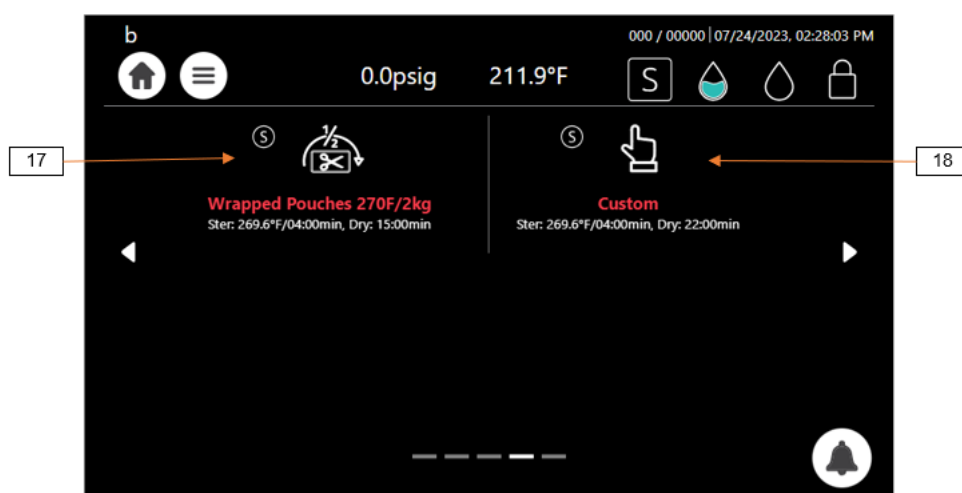 b
000 / 00000 | 07/24/2023, 02:28:03 PM
0.0psig 211.9°F S
17
S 1/2
S
18
Wrapped Pouches 270F/2kg
Custom
Ster: 269.6°F/04:00min, Dry: 15:00min
Ster: 269.6°F/04:00min, Dry: 22:00min